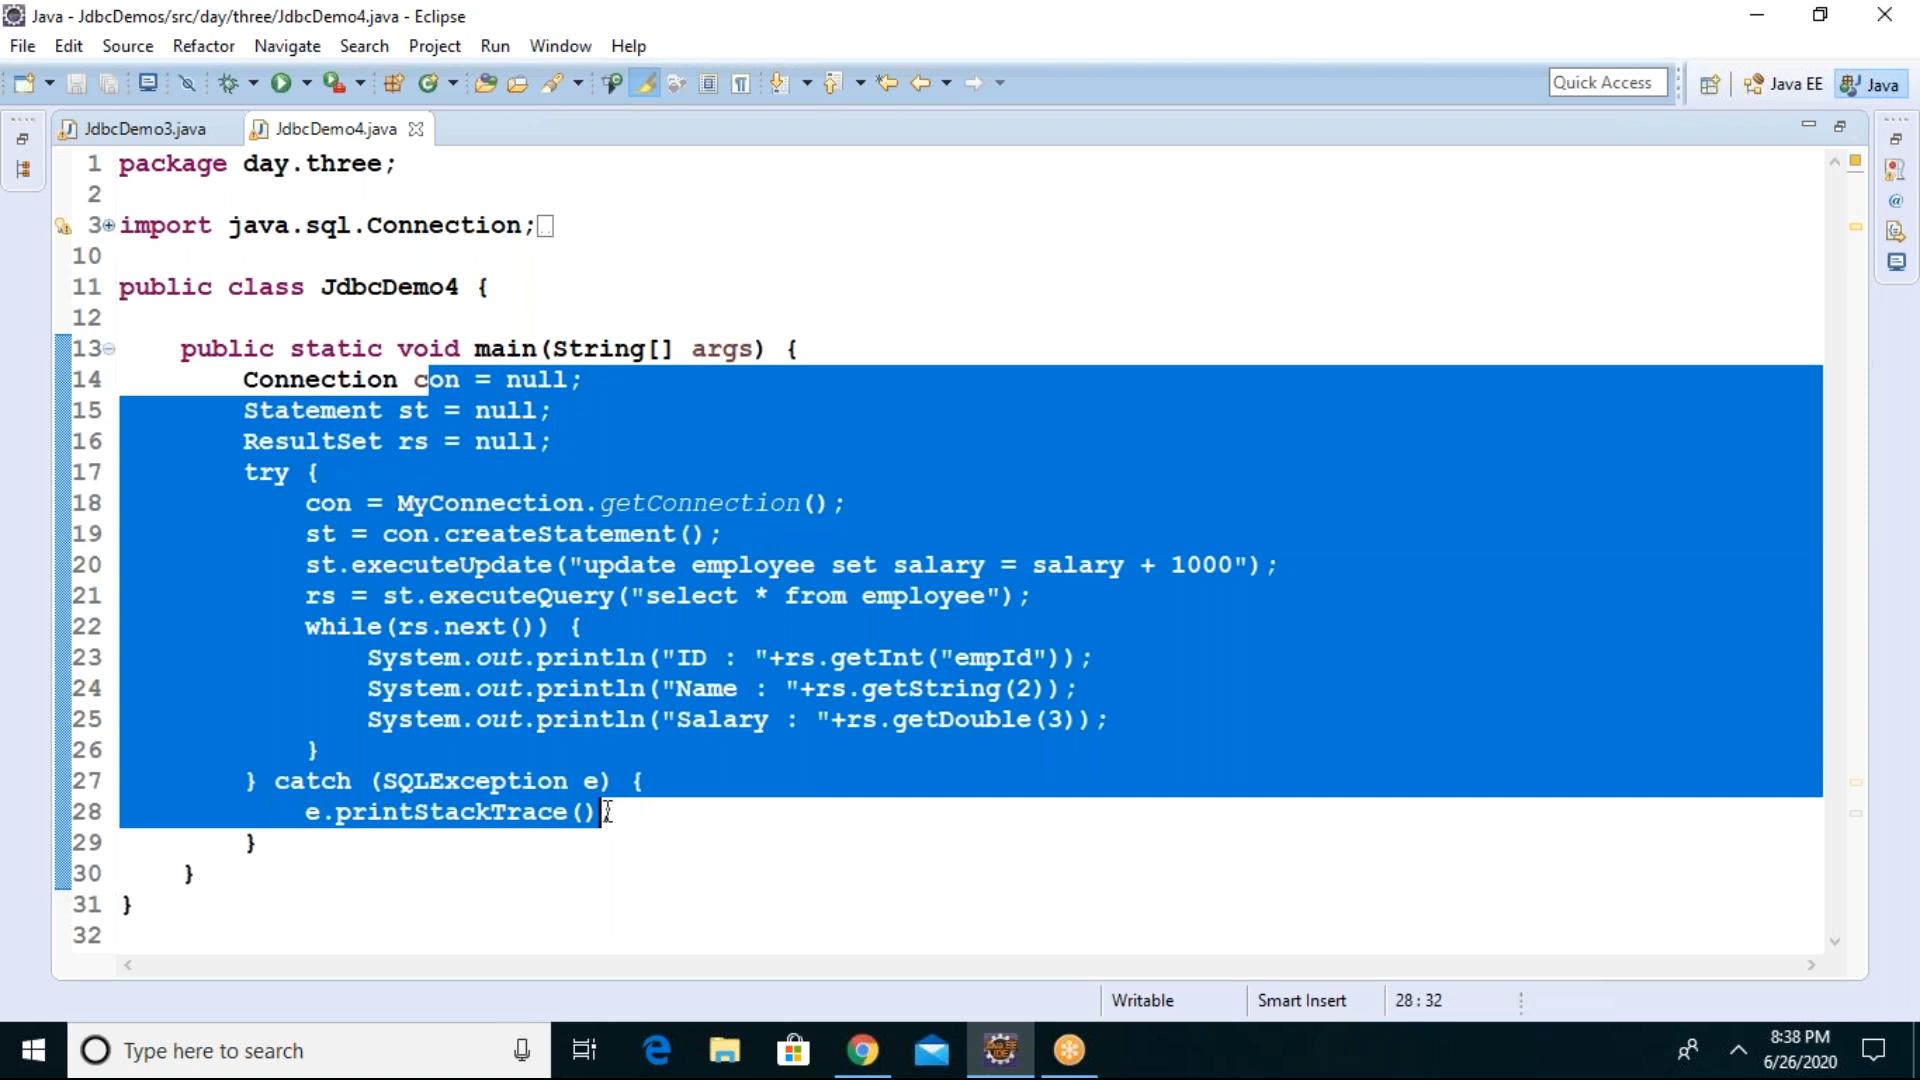 Java - JdbcDemos/src/day/three/JdbcDemo4.java - Eclipse
File Edit Source Refactor Navigate Search Project Run Window Help
Quick Access
Java EE
Java
JdbcDemo3.java
JdbcDemo4.java
1 package day.three;
2
3 import java.sql.Connection;
10
11 public class JdbcDemo4 {
12
13 public static void main(String[] args) {
14 Connection con = null;
15 Statement st = null;
16 ResultSet rs = null;
17 try {
18 con = MyConnection.getConnection();
19 st = con.createStatement();
20 st.executeUpdate("update employee set salary = salary + 1000");
21 rs = st.executeQuery("select * from employee");
22 while(rs.next()) {
23 System.out.println("ID : "+rs.getInt("empId"));
24 System.out.println("Name : "+rs.getString(2));
25 System.out.println("Salary : "+rs.getDouble(3));
26 }
27 } catch (SQLException e) {
28 e.printStackTrace()
29 }
30 }
31 }
32
Writable
Smart Insert
28 : 32
Type here to search
8:38 PM
6/26/2020